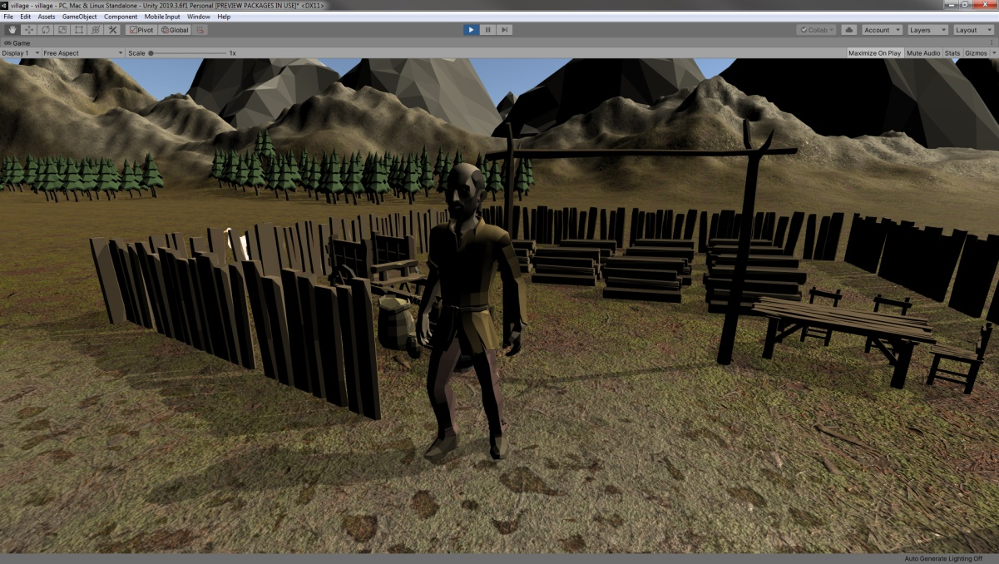 village - village - PC, Mac & Linux Standalone - Unity 2019.3.6f1 Personal [PREVIEW PACKAGES IN USE]* <DX11>
File Edit Assets GameObject Component Mobile Input Window Help
Pivot Global Collab Account Layers Layout
Game
Display 1 Free Aspect Scale 1x Maximize On Play Mute Audio Stats Gizmos
Auto Generate Lighting Off